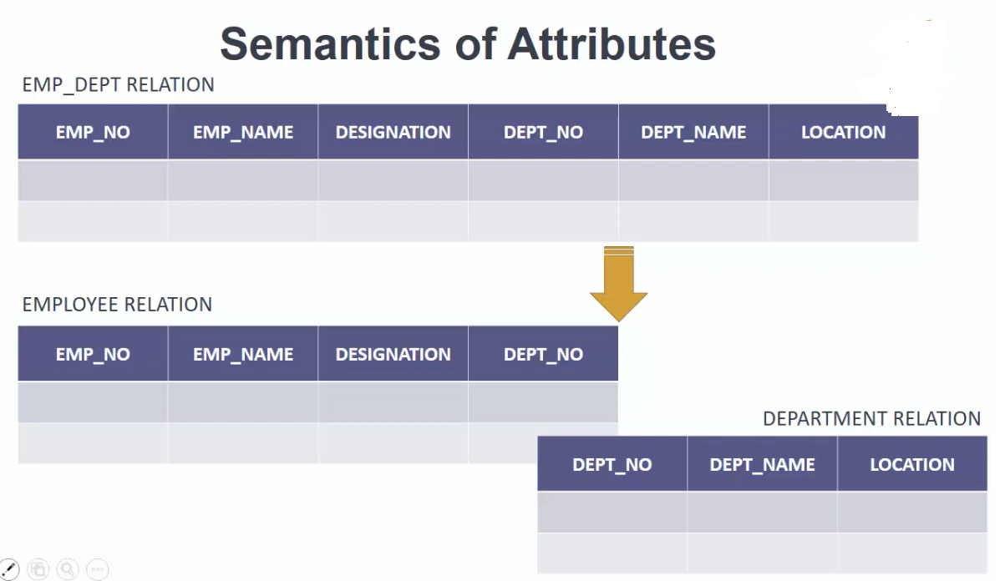 Semantics of Attributes
EMP_DEPT RELATION
EMP_NO EMP_NAME DESIGNATION DEPT_NO DEPT_NAME LOCATION
EMPLOYEE RELATION
EMP_NO EMP_NAME DESIGNATION DEPT_NO
DEPARTMENT RELATION
DEPT_NO DEPT_NAME LOCATION